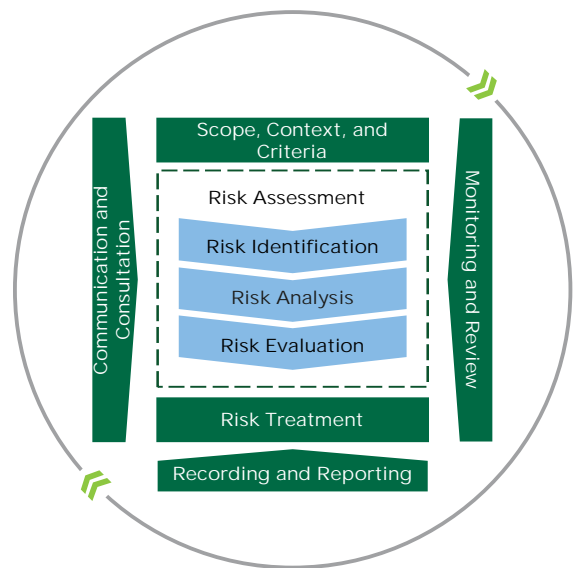 Scope, Context, and
Criteria
Communication and
Consultation
Risk Assessment
Risk Identification
Risk Analysis
Risk Evaluation
Monitoring and Review
Risk Treatment
Recording and Reporting